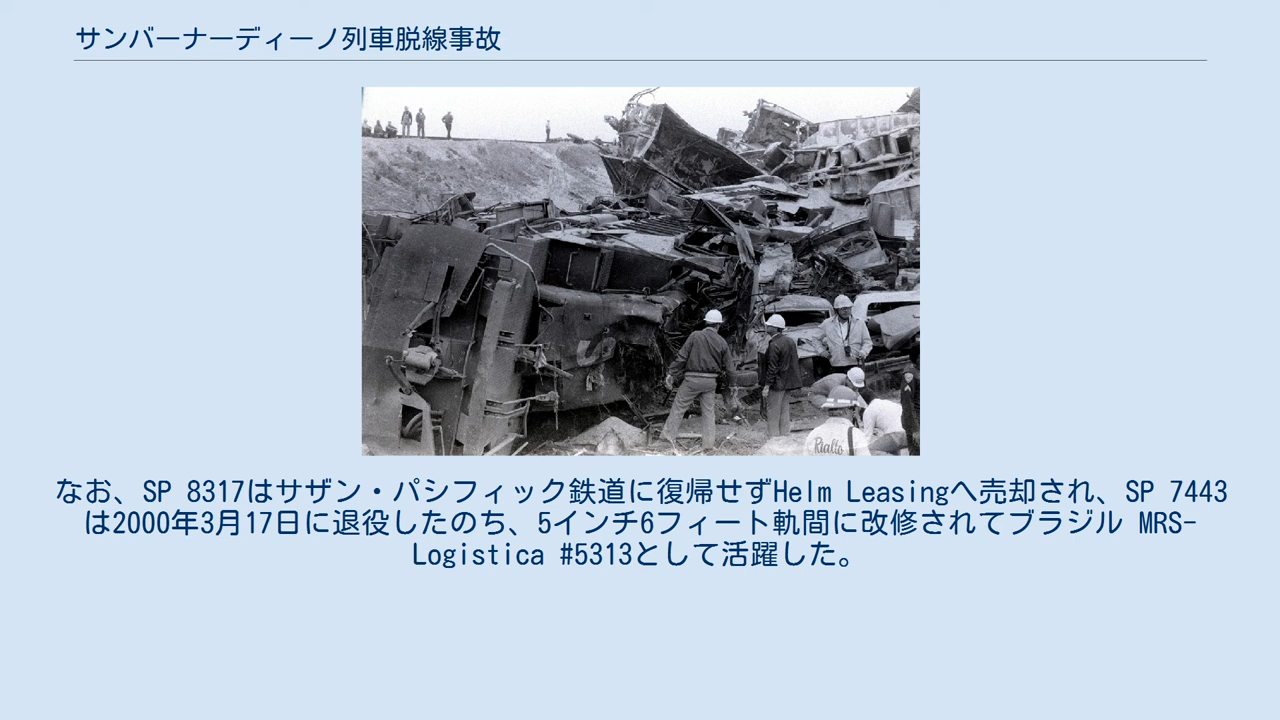 サンバーナーディーノ列車脱線事故
Rialto
なお、SP 8317はサザン・パシフィック鉄道に復帰せずHelm Leasingへ売却され、SP 7443
は2000年3月17日に退役したのち、5インチ6フィート軌間に改修されてブラジル MRS-
Logistica #5313として活躍した。